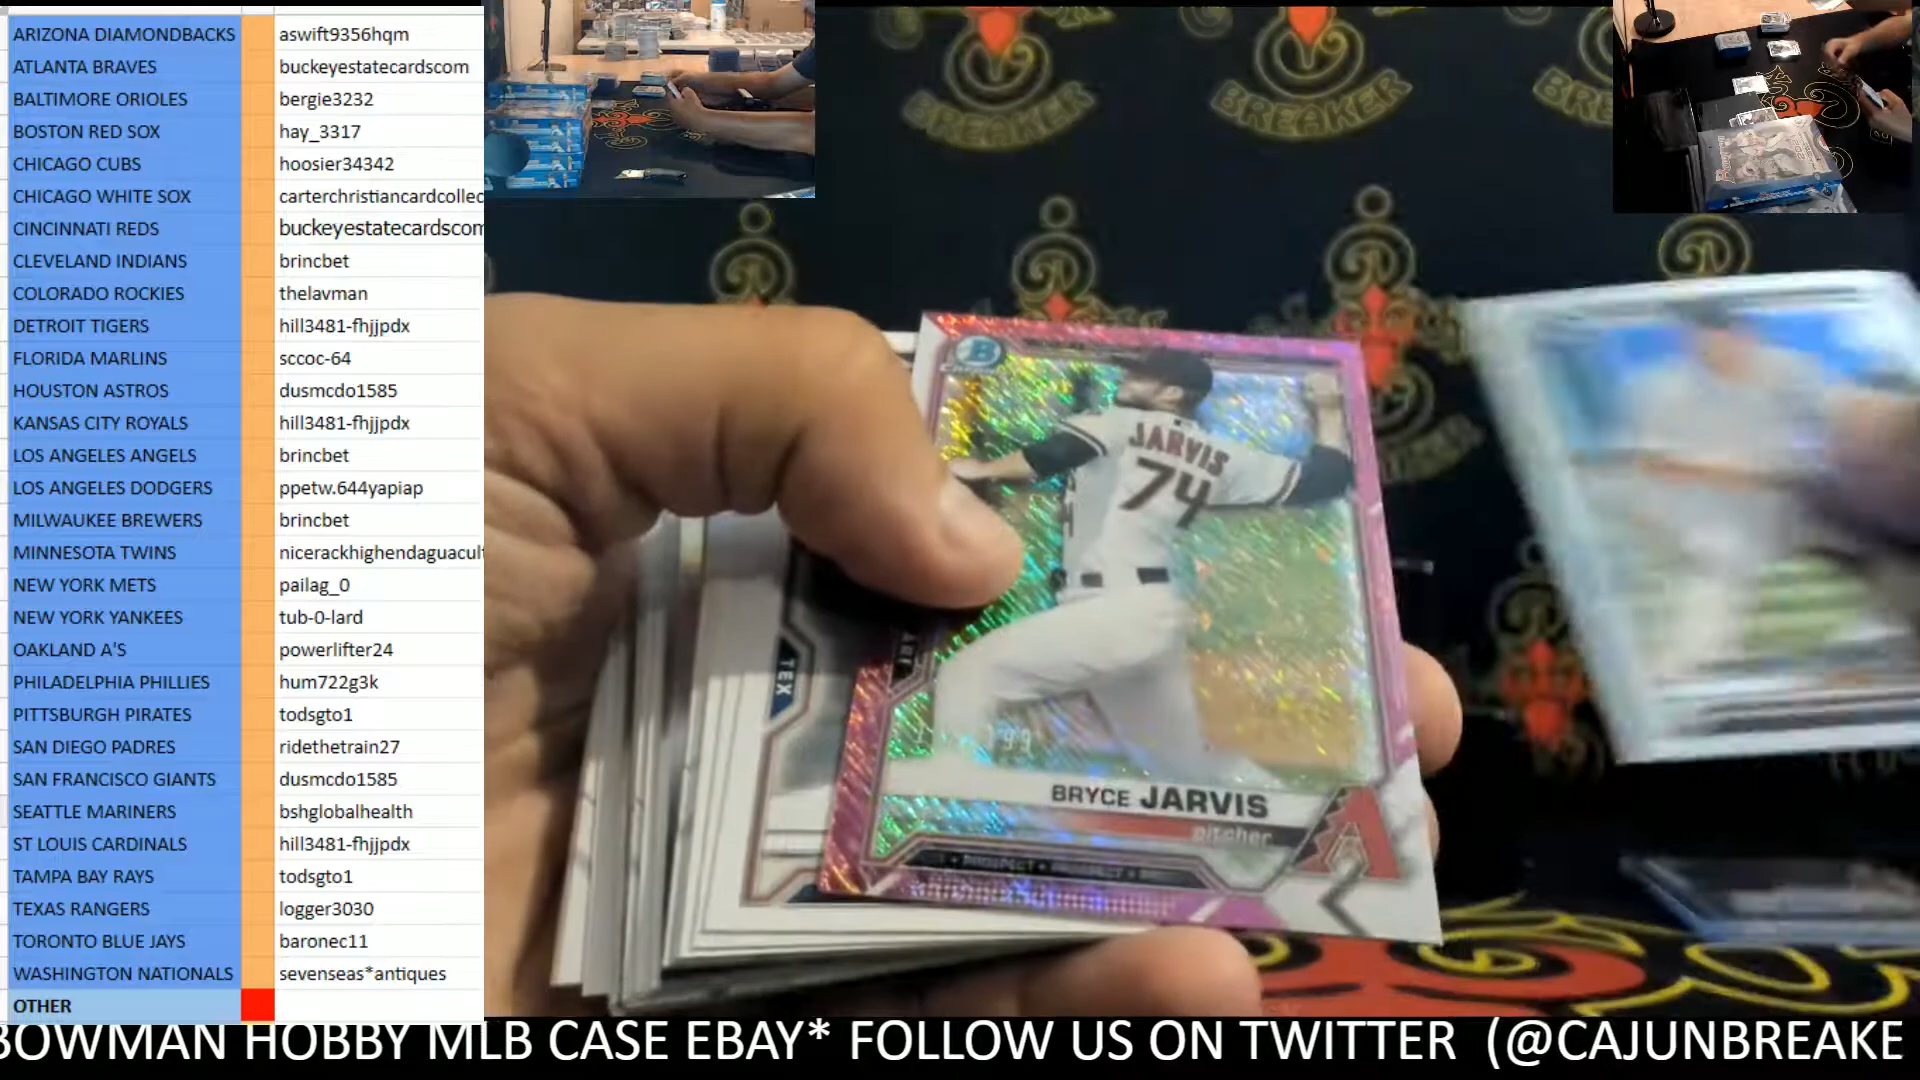 ARIZONA DIAMONDBACKS aswift9356hqm
ATLANTA BRAVES buckeyestatecardscom
BALTIMORE ORIOLES bergie3232
BOSTON RED SOX hay_3317
CHICAGO CUBS hoosier34342
CHICAGO WHITE SOX carterchristiancardcollec
CINCINNATI REDS buckeyestatecardscom
CLEVELAND INDIANS brincbet
COLORADO ROCKIES thelavman
DETROIT TIGERS hill3481-fhjjpdx
FLORIDA MARLINS sccoc-64
HOUSTON ASTROS dusmcdo1585
KANSAS CITY ROYALS hill3481-fhjjpdx
LOS ANGELES ANGELS brincbet
LOS ANGELES DODGERS ppetw.644yapiap
MILWAUKEE BREWERS brincbet
MINNESOTA TWINS nicerackhighendaguacult
NEW YORK METS pailag_0
NEW YORK YANKEES tub-0-lard
OAKLAND A'S powerlifter24
PHILADELPHIA PHILLIES hum722g3k
PITTSBURGH PIRATES todsgto1
SAN DIEGO PADRES ridethetrain27
SAN FRANCISCO GIANTS dusmcdo1585
SEATTLE MARINERS bshglobalhealth
ST LOUIS CARDINALS hill3481-fhjjpdx
TAMPA BAY RAYS todsgto1
TEXAS RANGERS logger3030
TORONTO BLUE JAYS baronec11
WASHINGTON NATIONALS sevenseas*antiques
OTHER
BREAKER
BREAKER
B
JARVIS
74
TEX
BRYCE JARVIS
pitcher
PROSPECT
BOWMAN HOBBY MLB CASE EBAY* FOLLOW US ON TWITTER (@CAJUNBREAKE